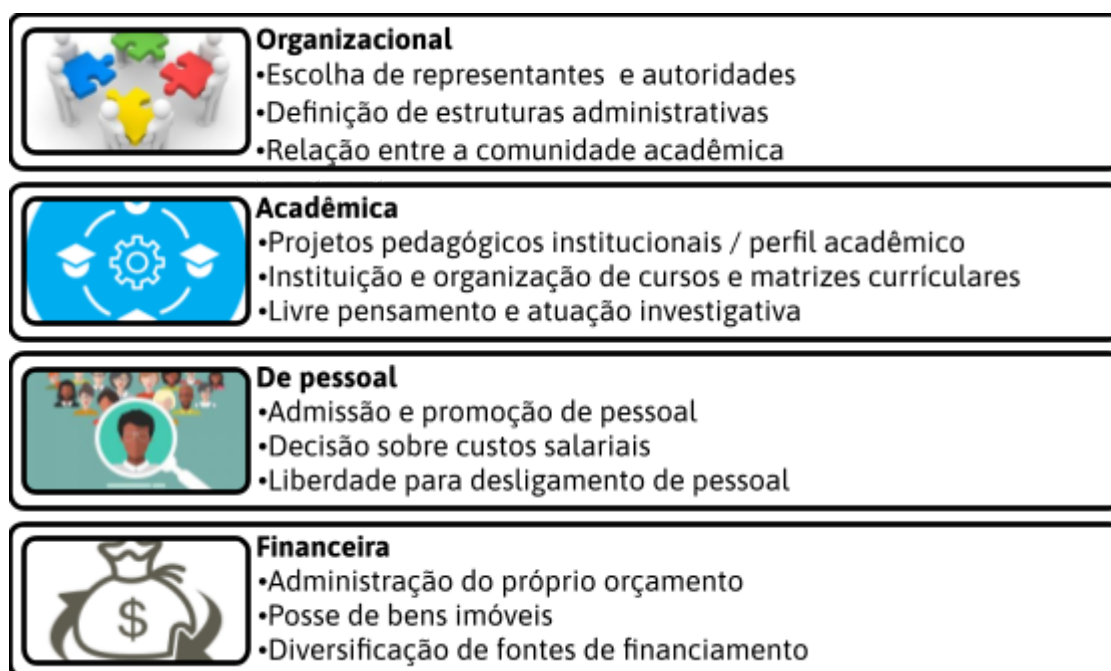 Organizacional
•Escolha de representantes e autoridades
•Definição de estruturas administrativas
•Relação entre a comunidade acadêmica
Acadêmica
•Projetos pedagógicos institucionais / perfil acadêmico
•Instituição e organização de cursos e matrizes currículares
•Livre pensamento e atuação investigativa
De pessoal
•Admissão e promoção de pessoal
•Decisão sobre custos salariais
•Liberdade para desligamento de pessoal
Financeira
•Administração do próprio orçamento
•Posse de bens imóveis
•Diversificação de fontes de financiamento
$